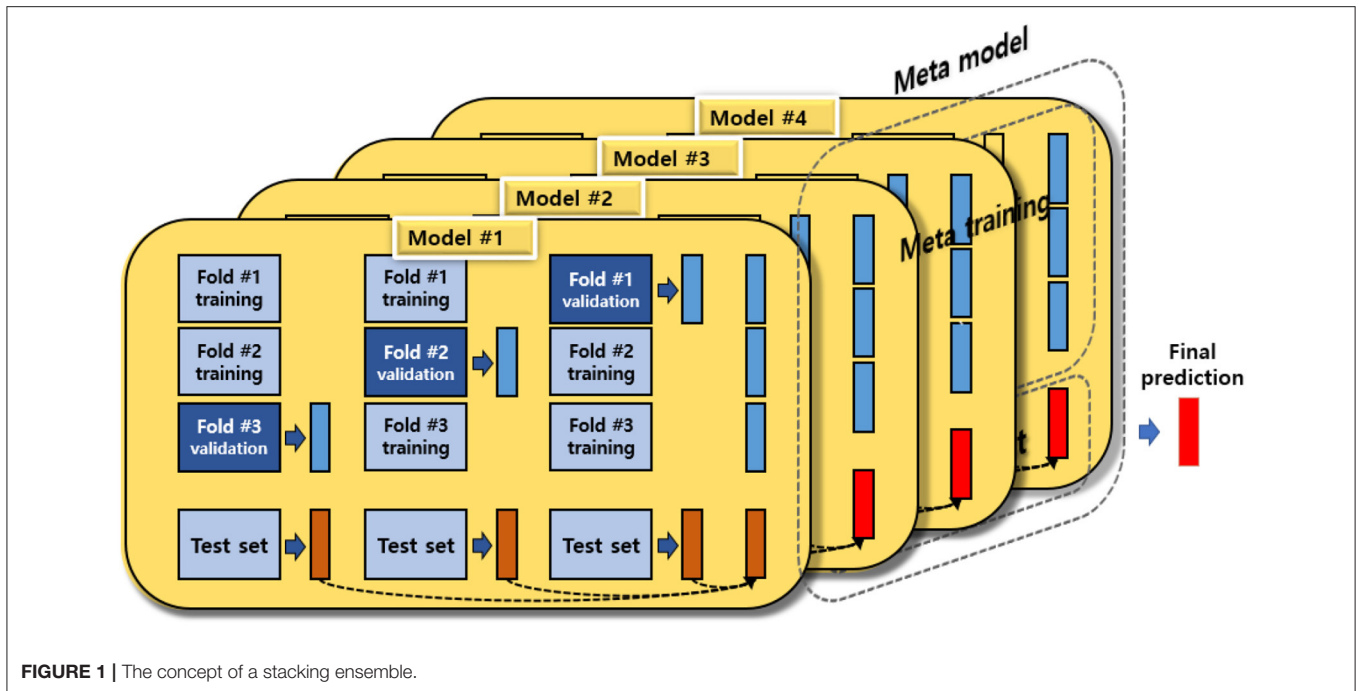 Meta model
Model #4
Model #3
Model #2
Model #1
Meta training
Fold #1
training
Fold #1
training
Fold #1
validation
Fold #2
training
Fold #2
validation
Fold #2
training
Fold #3
validation
Fold #3
training
Fold #3
training
Test set
Test set
Test set
Final
prediction
FIGURE 1 | The concept of a stacking ensemble.